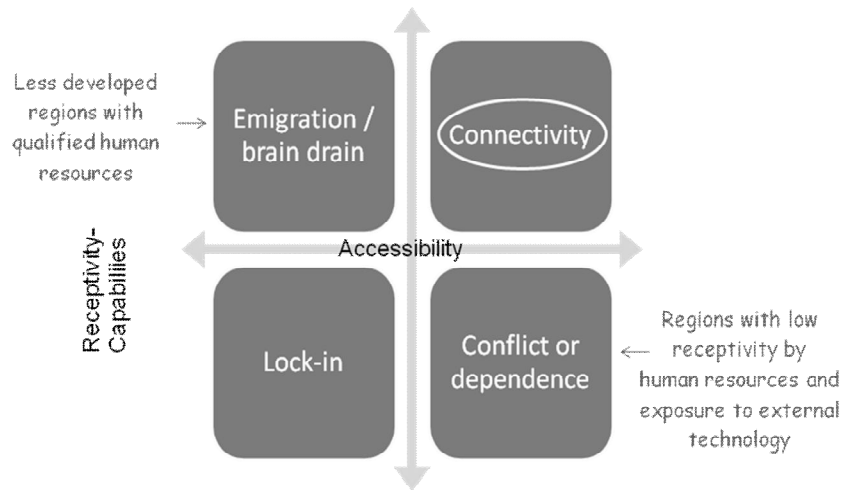 Less developed
regions with
qualified human
resources
Emigration /
brain drain
Connectivity
Receptivity-
Capabiliies
Accessibility
Lock-in
Conflict or
dependence
Regions with low
receptivity by
human resources and
exposure to external
technology